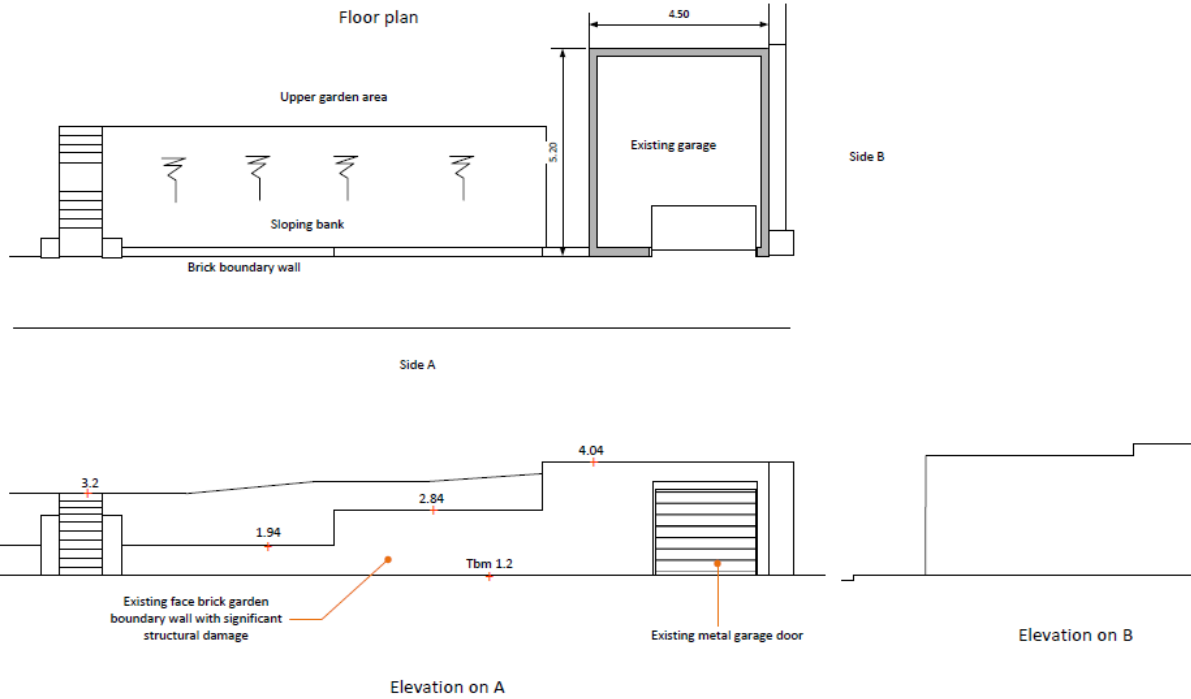 Floor plan
4.50
Upper garden area
5.20
Existing garage
Side B
Sloping bank
Brick boundary wall
Side A
4.04
3.2
2.84
1.94
Tbm 1.2
Existing face brick garden
boundary wall with significant
structural damage
Existing metal garage door
Elevation on B
Elevation on A